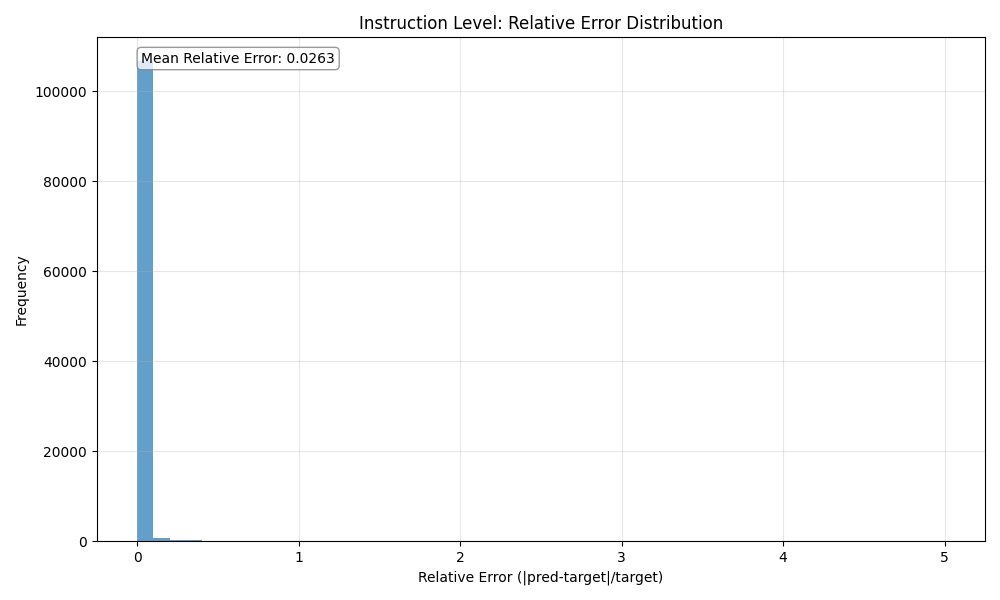 Instruction Level: Relative Error Distribution
Mean Relative Error: 0.0263
100000
80000
60000
40000
20000
0
Frequency
0 1 2 3 4 5
Relative Error (|pred-target|/target)